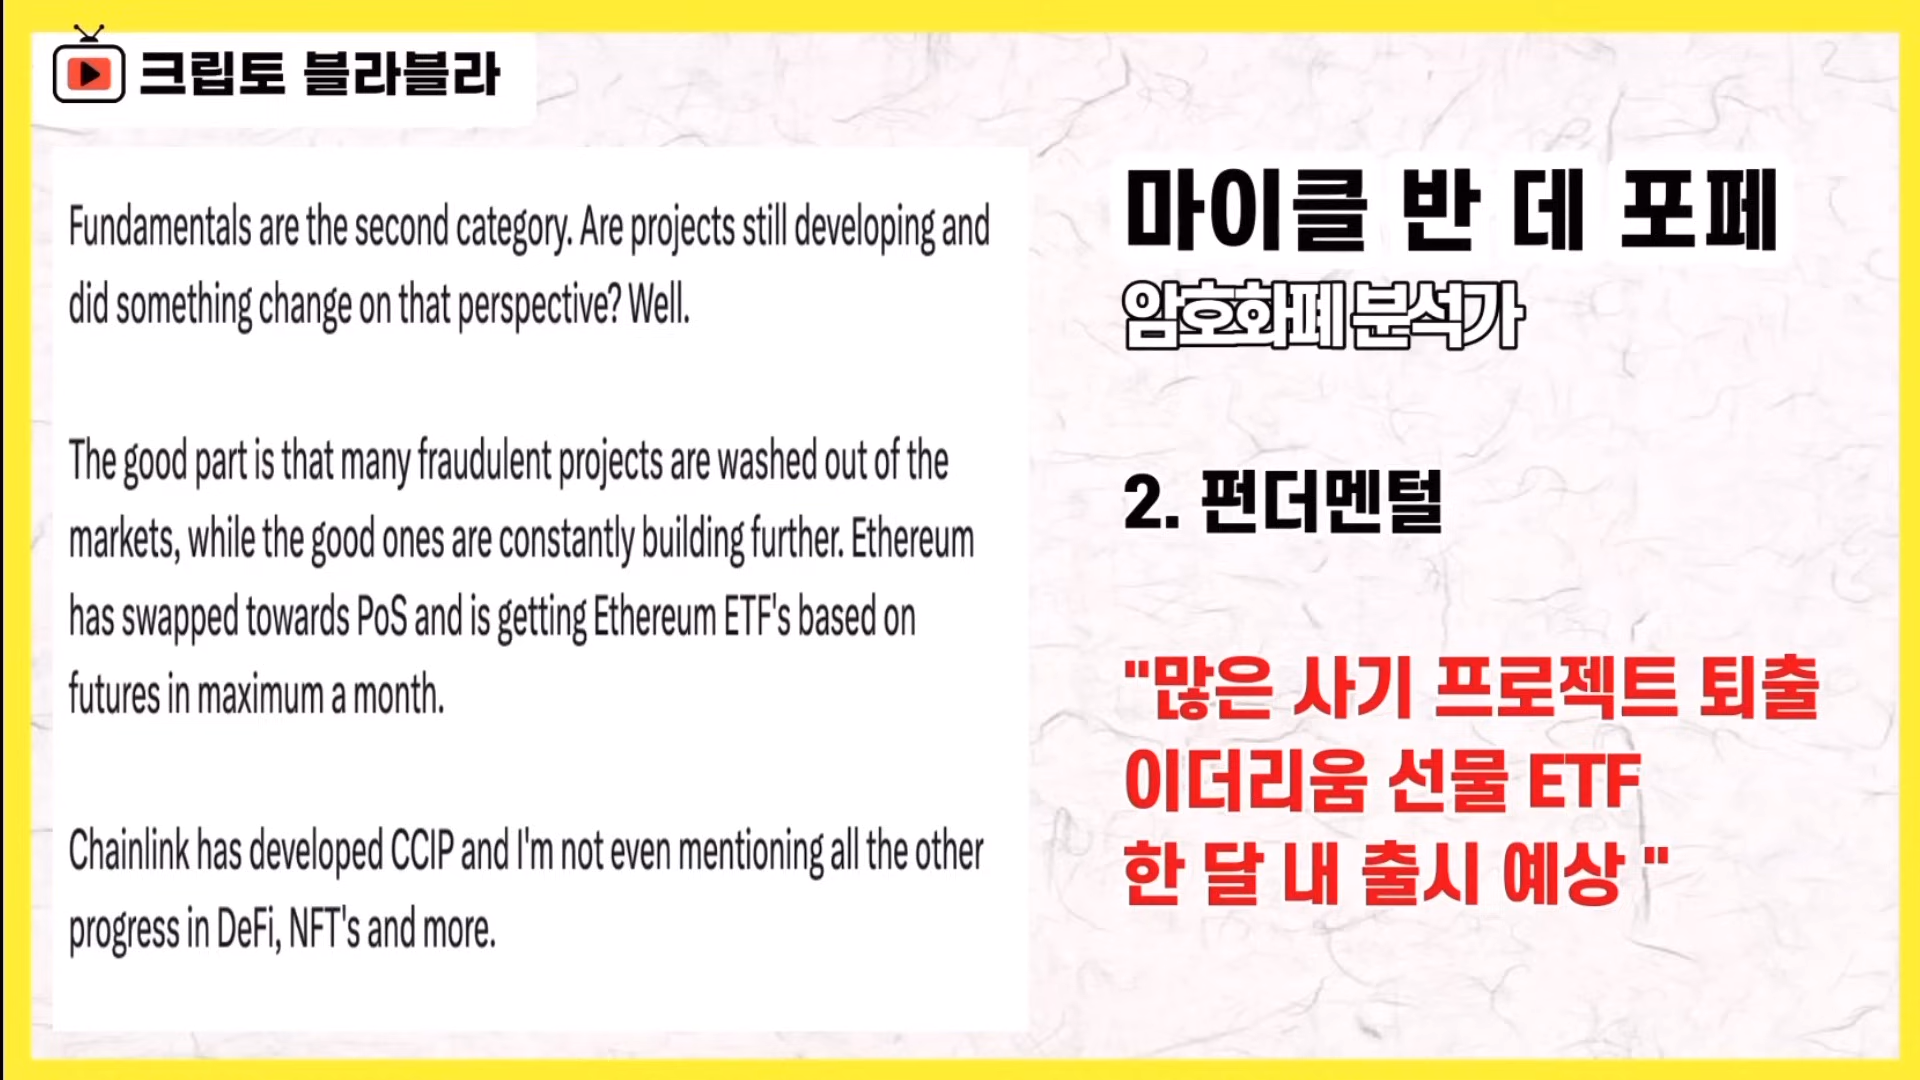 크립토 블라블라
Fundamentals are the second category. Are projects still developing and
did something change on that perspective? Well.
The good part is that many fraudulent projects are washed out of the
markets, while the good ones are constantly building further. Ethereum
has swapped towards PoS and is getting Ethereum ETF's based on
futures in maximum a month.
Chainlink has developed CCIP and I'm not even mentioning all the other
progress in DeFi, NFT's and more.
마이클 반 데 포페
암호화폐 분석가
2. 펀더멘털
"많은 사기 프로젝트 퇴출
이더리움 선물 ETF
한 달 내 출시 예상 "